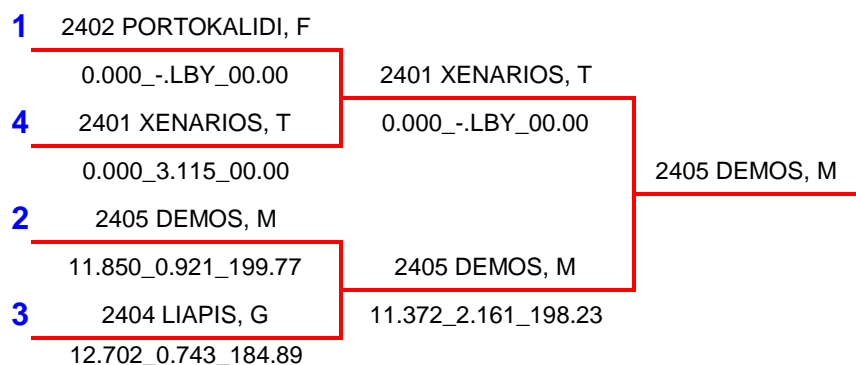 1 2402 PORTOKALIDI, F
0.000_-.LBY_00.00
2401 XENARIOS, T
4 2401 XENARIOS, T
0.000_-.LBY_00.00
0.000_3.115_00.00
2405 DEMOS, M
2 2405 DEMOS, M
11.850_0.921_199.77
2405 DEMOS, M
3 2404 LIAPIS, G
11.372_2.161_198.23
12.702_0.743_184.89